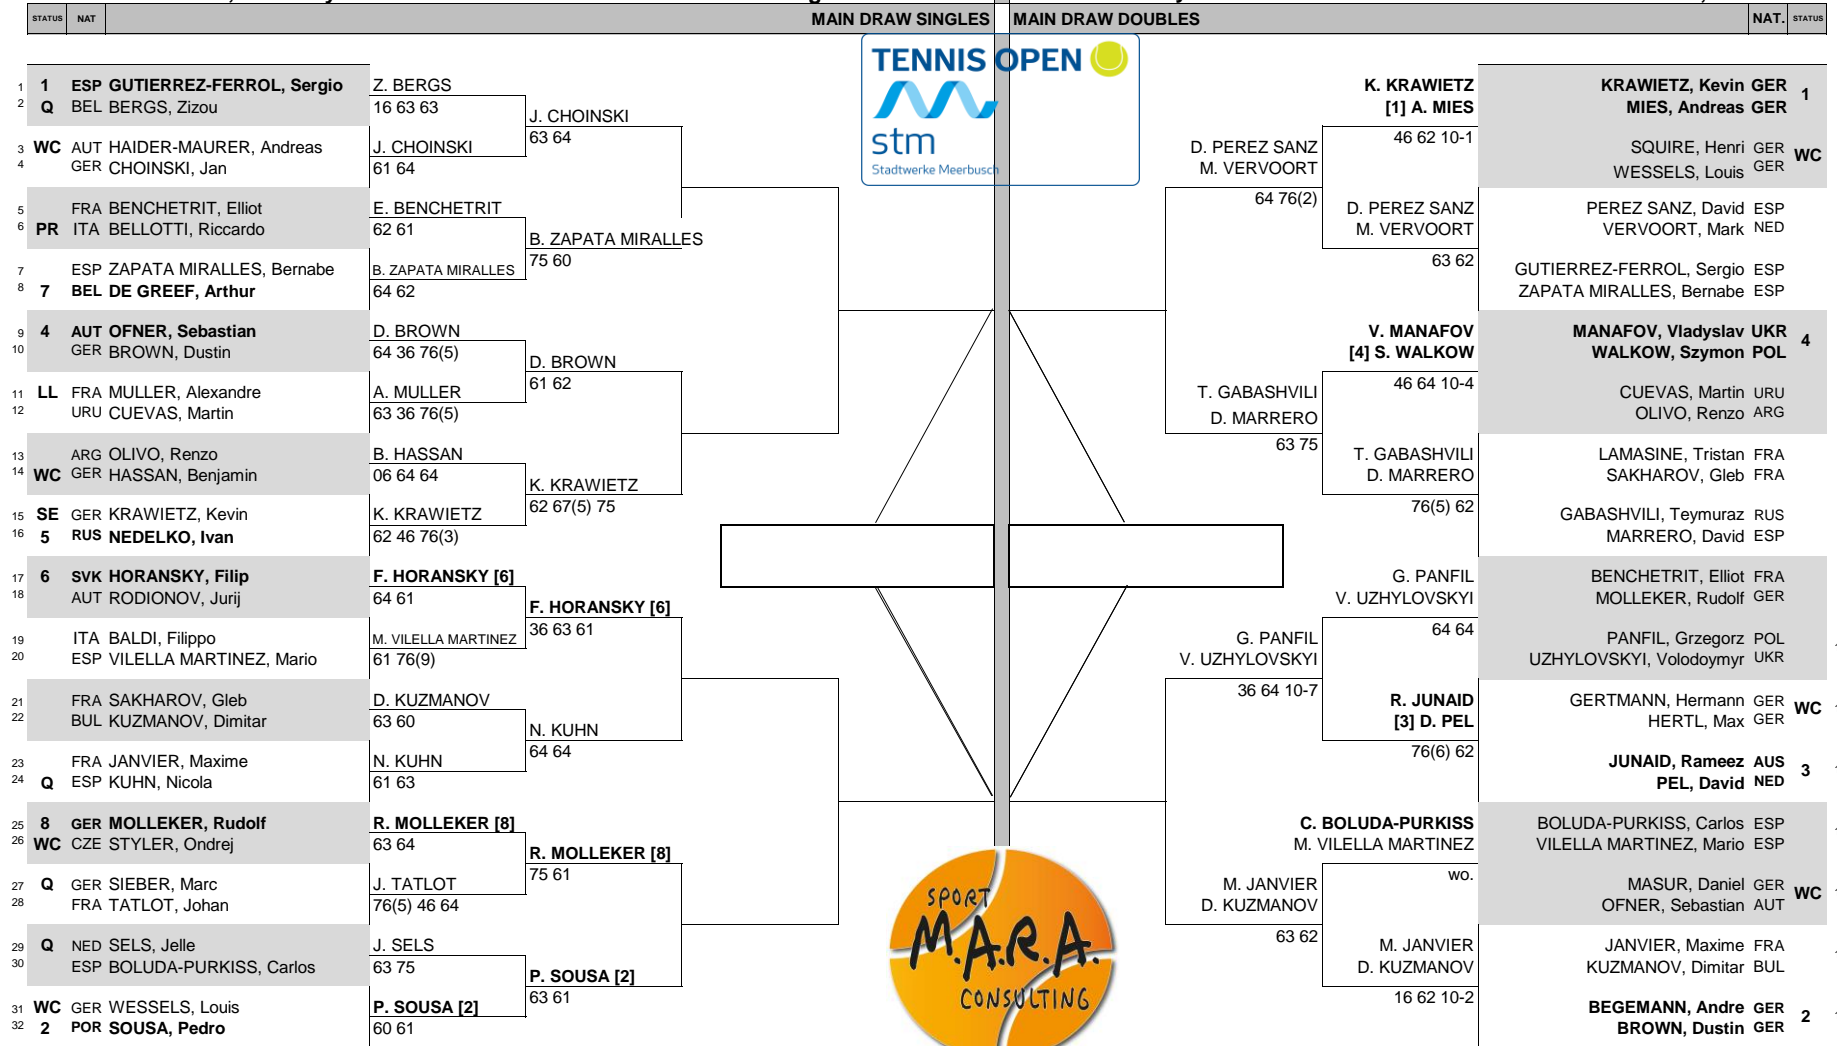 STATUS NAT MAIN DRAW SINGLES MAIN DRAW DOUBLES NAT. STATUS
TENNIS OPEN
stm
Stadtwerke Meerbusch
1 1 ESP GUTIERREZ-FERROL, Sergio
2 Q BEL BERGS, Zizou
3 WC AUT HAIDER-MAURER, Andreas
4 GER CHOINSKI, Jan
5 FRA BENCHETRIT, Elliot
6 PR ITA BELLOTTI, Riccardo
7 ESP ZAPATA MIRALLES, Bernabe
8 7 BEL DE GREEF, Arthur
9 4 AUT OFNER, Sebastian
10 GER BROWN, Dustin
11 LL FRA MULLER, Alexandre
12 URU CUEVAS, Martin
13 ARG OLIVO, Renzo
14 WC GER HASSAN, Benjamin
15 SE GER KRAWIETZ, Kevin
16 5 RUS NEDELKO, Ivan
17 6 SVK HORANSKY, Filip
18 AUT RODIONOV, Jurij
19 ITA BALDI, Filippo
20 ESP VILELLA MARTINEZ, Mario
21 FRA SAKHAROV, Gleb
22 BUL KUZMANOV, Dimitar
23 FRA JANVIER, Maxime
24 Q ESP KUHN, Nicola
25 8 GER MOLLEKER, Rudolf
26 WC CZE STYLER, Ondrej
27 Q GER SIEBER, Marc
28 FRA TATLOT, Johan
29 Q NED SELS, Jelle
30 ESP BOLUDA-PURKISS, Carlos
31 WC GER WESSELS, Louis
32 2 POR SOUSA, Pedro
Z. BERGS
16 63 63
J. CHOINSKI
61 64
E. BENCHETRIT
62 61
B. ZAPATA MIRALLES
64 62
D. BROWN
64 36 76(5)
A. MULLER
63 36 76(5)
B. HASSAN
06 64 64
K. KRAWIETZ
62 46 76(3)
F. HORANSKY [6]
64 61
M. VILELLA MARTINEZ
61 76(9)
D. KUZMANOV
63 60
N. KUHN
61 63
R. MOLLEKER [8]
63 64
J. TATLOT
76(5) 46 64
J. SELS
63 75
P. SOUSA [2]
60 61
J. CHOINSKI
63 64
B. ZAPATA MIRALLES
75 60
D. BROWN
61 62
K. KRAWIETZ
62 67(5) 75
F. HORANSKY [6]
36 63 61
N. KUHN
64 64
R. MOLLEKER [8]
75 61
P. SOUSA [2]
63 61
SPORT
M.A.R.A.
CONSULTING
D. PEREZ SANZ
M. VERVOORT
64 76(2)
T. GABASHVILI
D. MARRERO
63 75
G. PANFIL
V. UZHYLOVSKYI
36 64 10-7
M. JANVIER
D. KUZMANOV
63 62
K. KRAWIETZ
[1] A. MIES
46 62 10-1
D. PEREZ SANZ
M. VERVOORT
63 62
V. MANAFOV
[4] S. WALKOW
46 64 10-4
T. GABASHVILI
D. MARRERO
76(5) 62
G. PANFIL
V. UZHYLOVSKYI
64 64
R. JUNAID
[3] D. PEL
76(6) 62
C. BOLUDA-PURKISS
M. VILELLA MARTINEZ
wo.
M. JANVIER
D. KUZMANOV
16 62 10-2
KRAWIETZ, Kevin GER 1
MIES, Andreas GER
SQUIRE, Henri GER WC
WESSELS, Louis GER
PEREZ SANZ, David ESP
VERVOORT, Mark NED
GUTIERREZ-FERROL, Sergio ESP
ZAPATA MIRALLES, Bernabe ESP
MANAFOV, Vladyslav UKR 4
WALKOW, Szymon POL
CUEVAS, Martin URU
OLIVO, Renzo ARG
LAMASINE, Tristan FRA
SAKHAROV, Gleb FRA
GABASHVILI, Teymuraz RUS
MARRERO, David ESP
BENCHETRIT, Elliot FRA
MOLLEKER, Rudolf GER
PANFIL, Grzegorz POL
UZHYLOVSKYI, Volodoymyr UKR
GERTMANN, Hermann GER WC
HERTL, Max GER
JUNAID, Rameez AUS 3
PEL, David NED
BOLUDA-PURKISS, Carlos ESP
VILELLA MARTINEZ, Mario ESP
MASUR, Daniel GER WC
OFNER, Sebastian AUT
JANVIER, Maxime FRA
KUZMANOV, Dimitar BUL
BEGEMANN, Andre GER 2
BROWN, Dustin GER